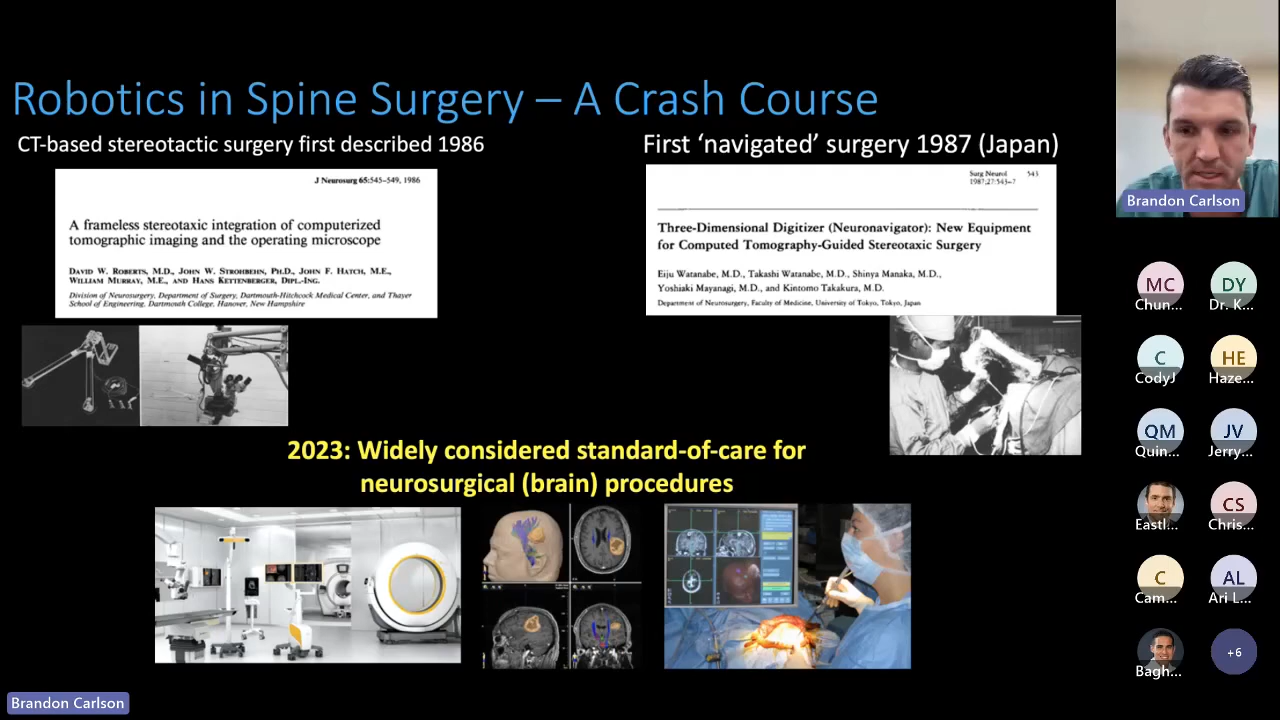 Robotics in Spine Surgery – A Crash Course
CT-based stereotactic surgery first described 1986
First ‘navigated’ surgery 1987 (Japan)
J Neurosurg 65:545–549, 1986
A frameless stereotaxic integration of computerized
tomographic imaging and the operating microscope
DAVID W. ROBERTS, M.D., JOHN W. STROHBEHN, PH.D., JOHN F. HATCH, M.E.,
WILLIAM MURRAY, M.E., AND HANS KETTENBERGER, DIPL.-ING.
Division of Neurosurgery, Department of Surgery, Dartmouth-Hitchcock Medical Center, and Thayer
School of Engineering, Dartmouth College, Hanover, New Hampshire
Surg Neurol 543
1987;27:543–7
Three-Dimensional Digitizer (Neuronavigator): New Equipment
for Computed Tomography-Guided Stereotaxic Surgery
Eiju Watanabe, M.D., Takashi Watanabe, M.D., Shinya Manaka, M.D.,
Yoshiaki Mayanagi, M.D., and Kintomo Takakura, M.D.
Department of Neurosurgery, Faculty of Medicine, University of Tokyo, Tokyo, Japan
2023: Widely considered standard-of-care for
neurosurgical (brain) procedures
Brandon Carlson
Brandon Carlson
MC
Chun...
DY
Dr. K...
C
CodyJ
HE
Haze...
QM
Quin...
JV
Jerry...
Eastl...
CS
Chris...
C
Cam...
AL
Ari L...
Bagh...
+6